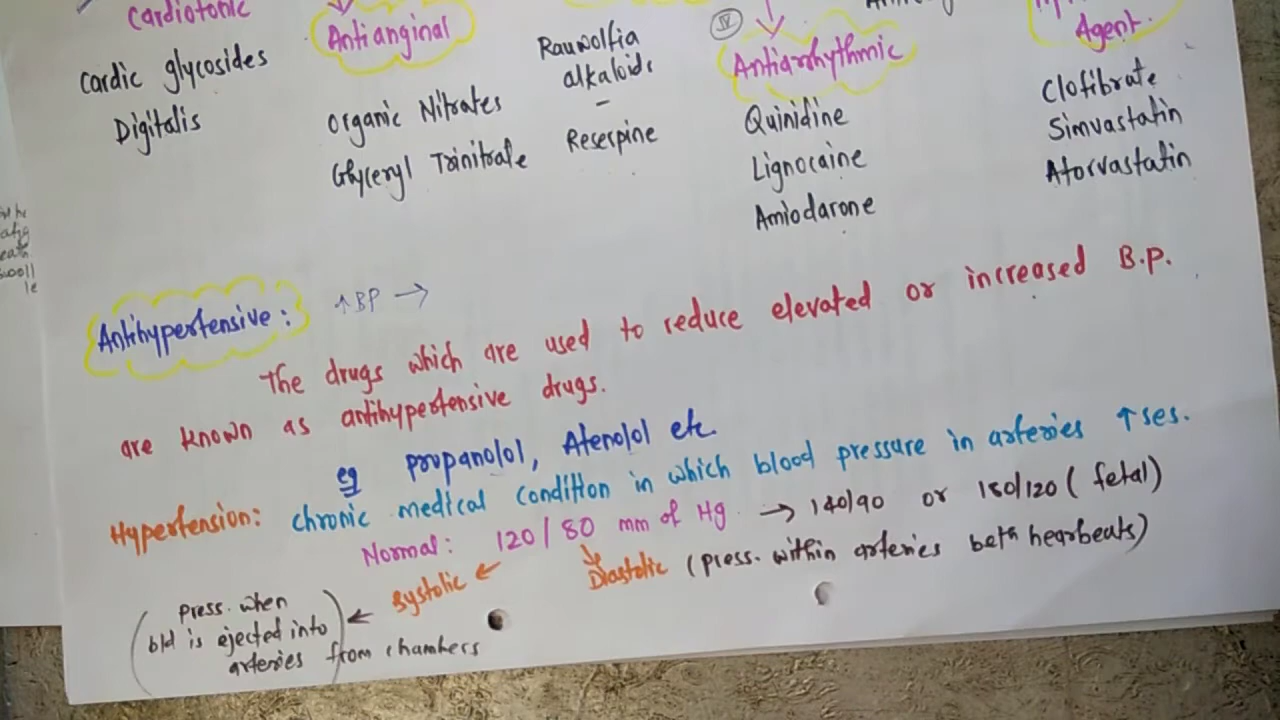 Cardiotonic
Cardic glycosides
Digitalis
Antianginal
Organic Nitrates
Glyceryl Trinitrate
Rauwolfia
alkaloids
-
Reserpine
IV
Antiarrhythmic
Quinidine
Lignocaine
Amiodarone
Agent.
Clofibrate
Simvastatin
Atorvastatin
Antihypertensive: ↑BP →
The drugs which are used to reduce elevated or increased B.P.
are known as antihypertensive drugs.
eg propanolol, Atenolol etc.
Hypertension: chronic medical condition in which blood pressure in arteries ↑ses.
Normal: 120/80 mm of Hg → 140/90 or 180/120 (fetal)
systolic ← Diastolic (press. within arteries betn hearbeats)
(press. when
bld is ejected into) ←
arteries from chambers